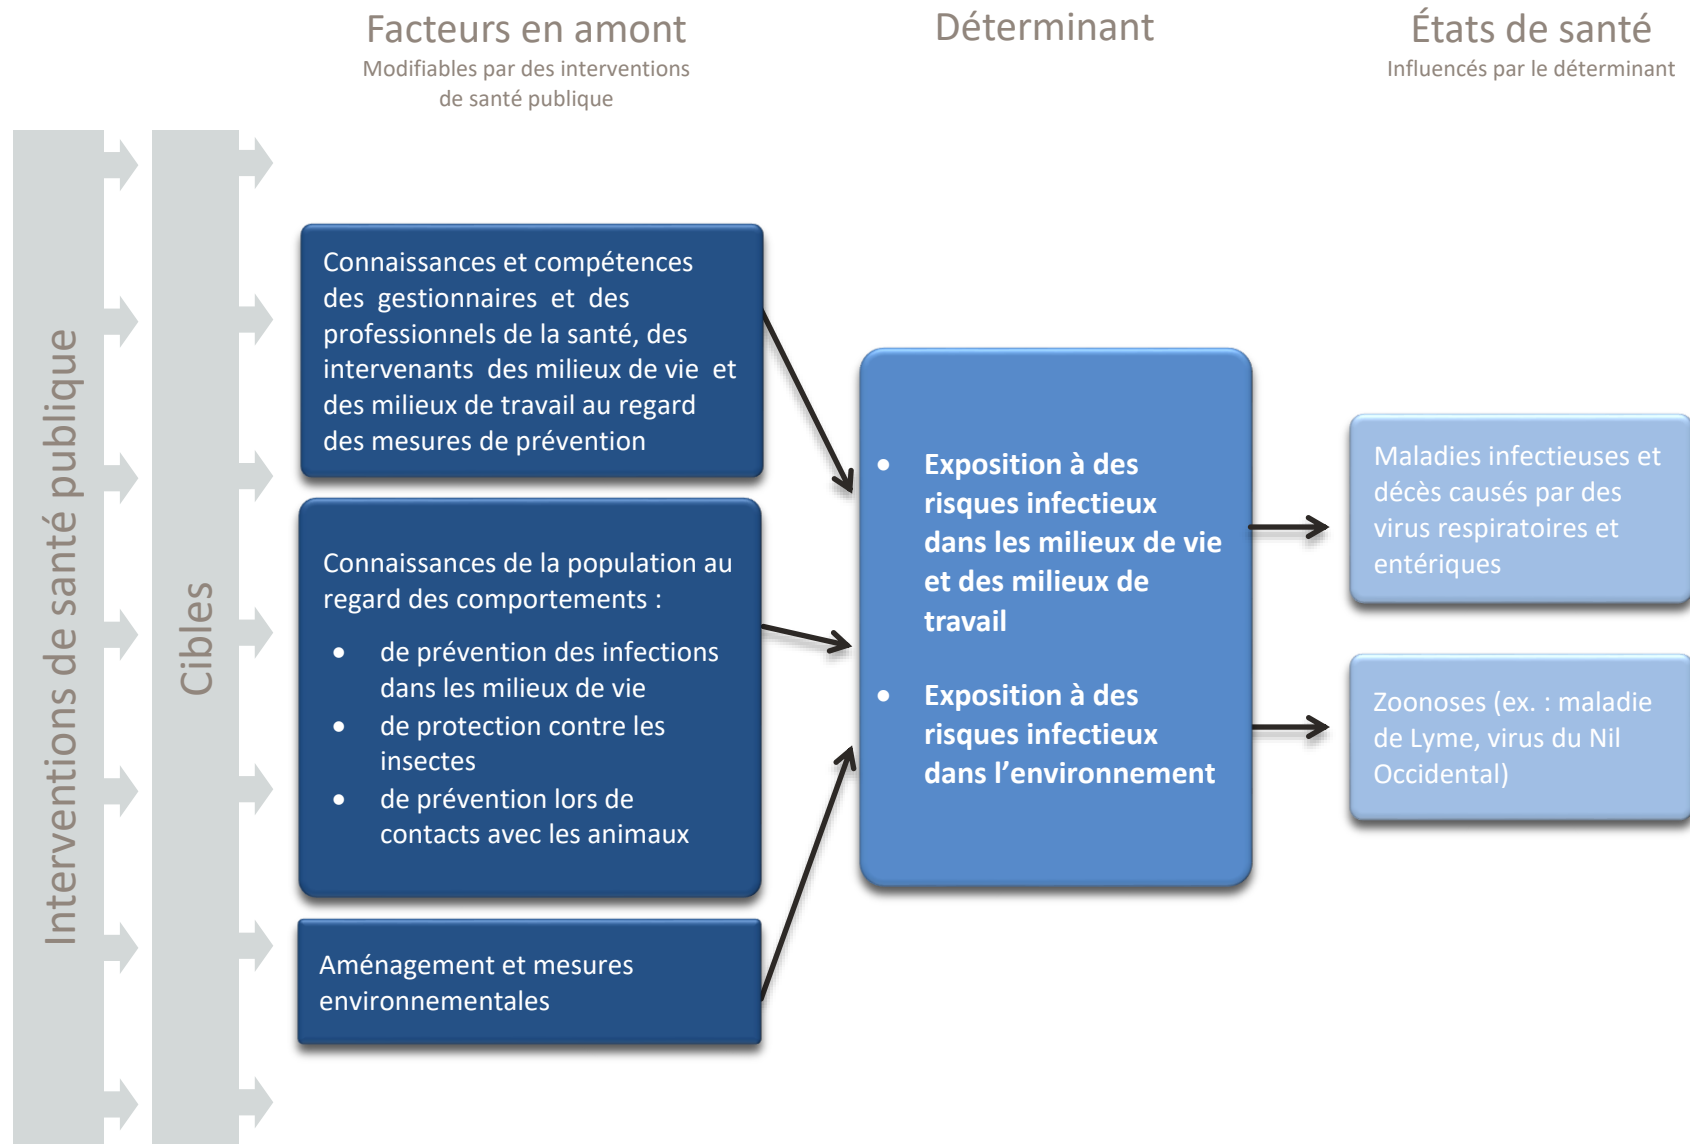 Facteurs en amont
Modifiables par des interventions
de santé publique
Déterminant
États de santé
Influencés par le déterminant
Interventions de santé publique
Cibles
Connaissances et compétences
des gestionnaires et des
professionnels de la santé, des
intervenants des milieux de vie et
des milieux de travail au regard
des mesures de prévention
Connaissances de la population au
regard des comportements :
• de prévention des infections
dans les milieux de vie
• de protection contre les
insectes
• de prévention lors de
contacts avec les animaux
Aménagement et mesures
environnementales
• Exposition à des
risques infectieux
dans les milieux de vie
et des milieux de
travail
• Exposition à des
risques infectieux
dans l’environnement
Maladies infectieuses et
décès causés par des
virus respiratoires et
entériques
Zoonoses (ex. : maladie
de Lyme, virus du Nil
Occidental)